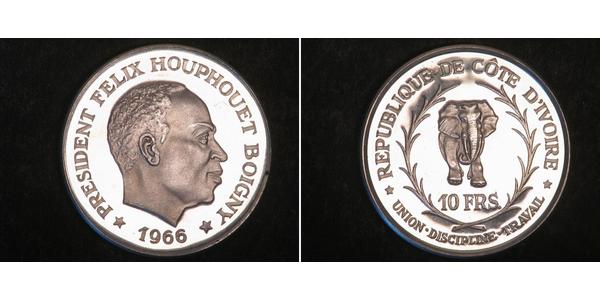 PRESIDENT FELIX HOUPHOUET BOIGNY
1966
REPUBLIQUE DE CÔTE D'IVOIRE
10 FRS.
UNION-DISCIPLINE-TRAVAIL